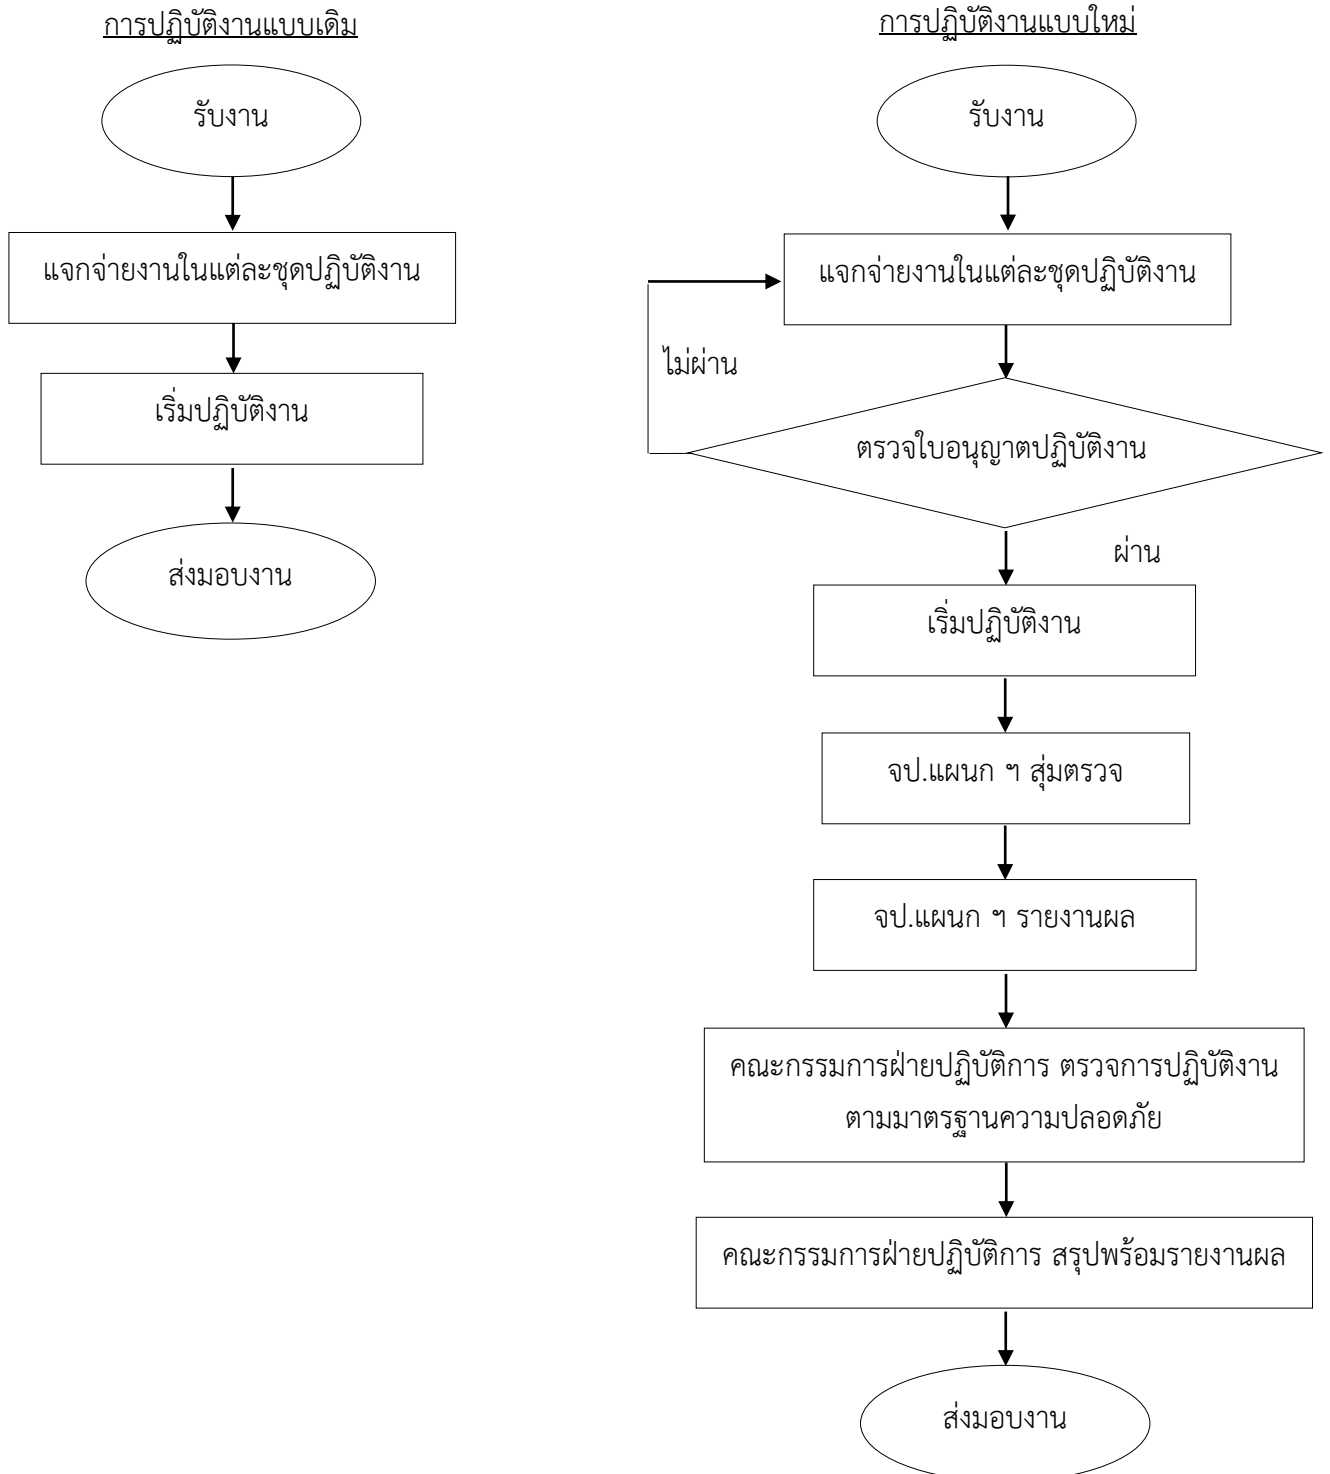 การปฏิบัติงานแบบเดิม
รับงาน
แจกจ่ายงานในแต่ละชุดปฏิบัติงาน
เริ่มปฏิบัติงาน
ส่งมอบงาน
การปฏิบัติงานแบบใหม่
รับงาน
แจกจ่ายงานในแต่ละชุดปฏิบัติงาน
ไม่ผ่าน
ตรวจใบอนุญาตปฏิบัติงาน
ผ่าน
เริ่มปฏิบัติงาน
จป.แผนก ฯ สุ่มตรวจ
จป.แผนก ฯ รายงานผล
คณะกรรมการฝ่ายปฏิบัติการ ตรวจการปฏิบัติงาน
ตามมาตรฐานความปลอดภัย
คณะกรรมการฝ่ายปฏิบัติการ สรุปพร้อมรายงานผล
ส่งมอบงาน